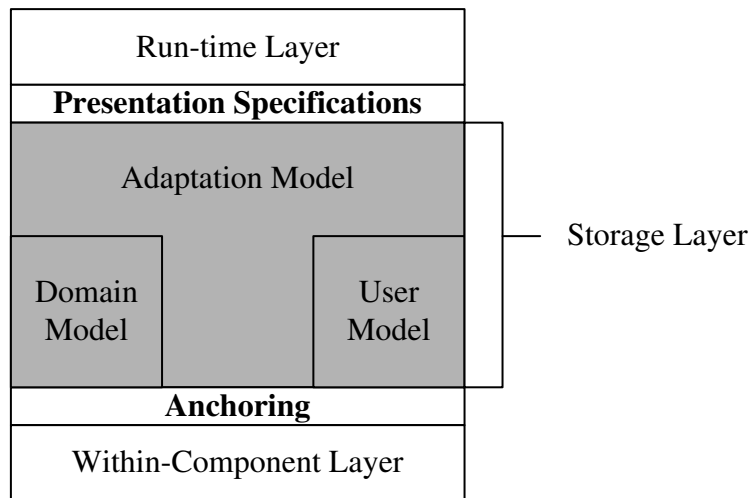 Run-time Layer
Presentation Specifications
Adaptation Model
Storage Layer
Domain
Model
User
Model
Anchoring
Within-Component Layer